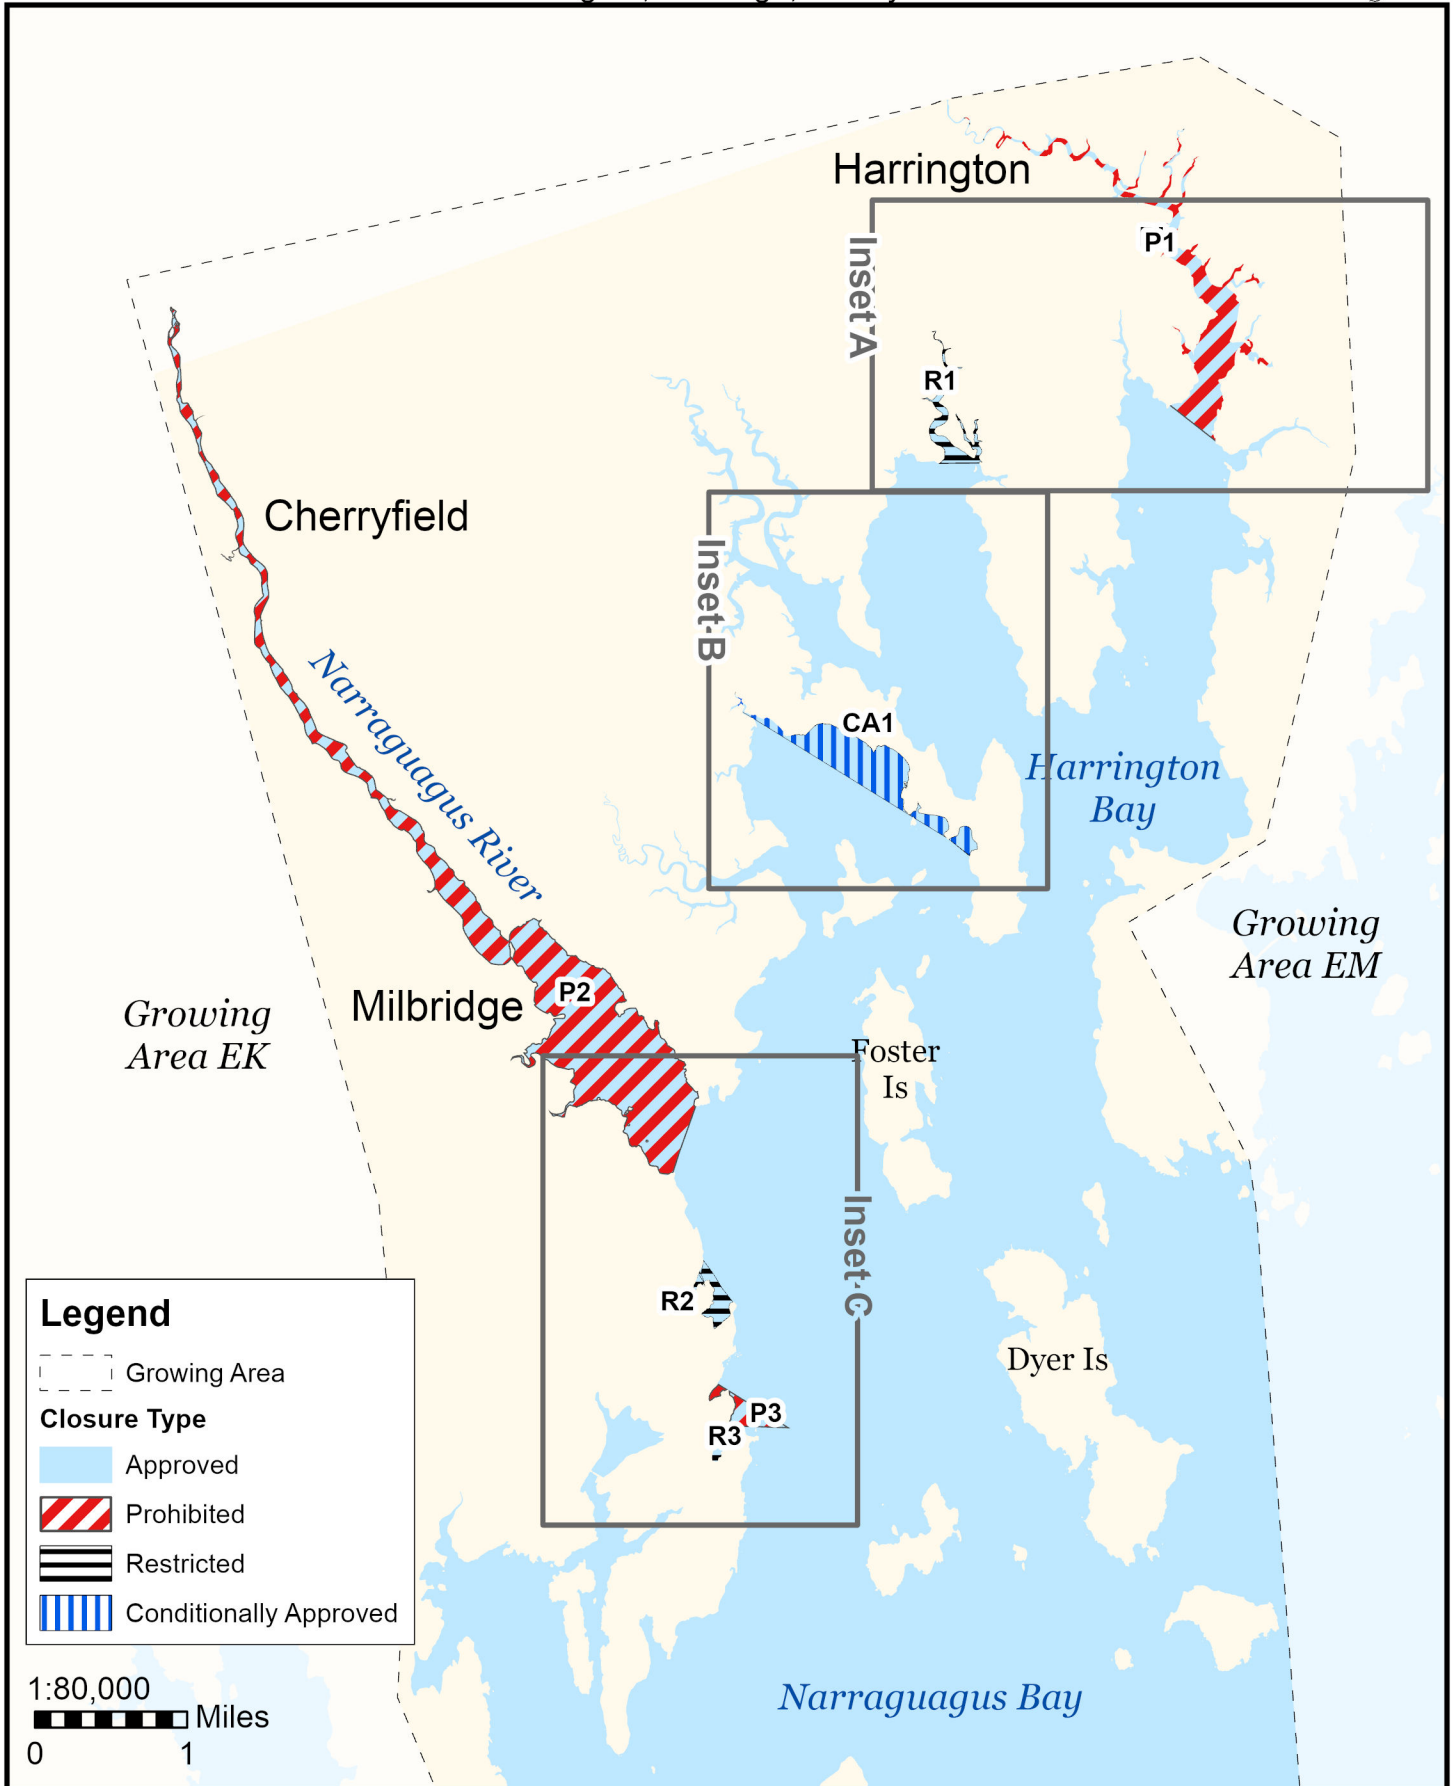 Harrington
P1
Inset A
R1
Cherryfield
Inset B
Narraguagus River
CA1
Harrington
Bay
Growing
Area EM
P2
Milbridge
Growing
Area EK
Foster
Is
Inset C
R2
Dyer Is
P3
R3
Legend
Growing Area
Closure Type
Approved
Prohibited
Restricted
Conditionally Approved
1:80,000
Miles
0 1
Narraguagus Bay